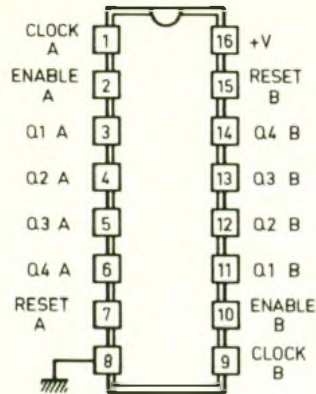 CLOCK
A
1
16
+V
ENABLE
A
2
15
RESET
B
Q1 A
3
14
Q4 B
Q2 A
4
13
Q3 B
Q3 A
5
12
Q2 B
Q4 A
6
11
Q1 B
RESET
A
7
10
ENABLE
B
8
9
CLOCK
B